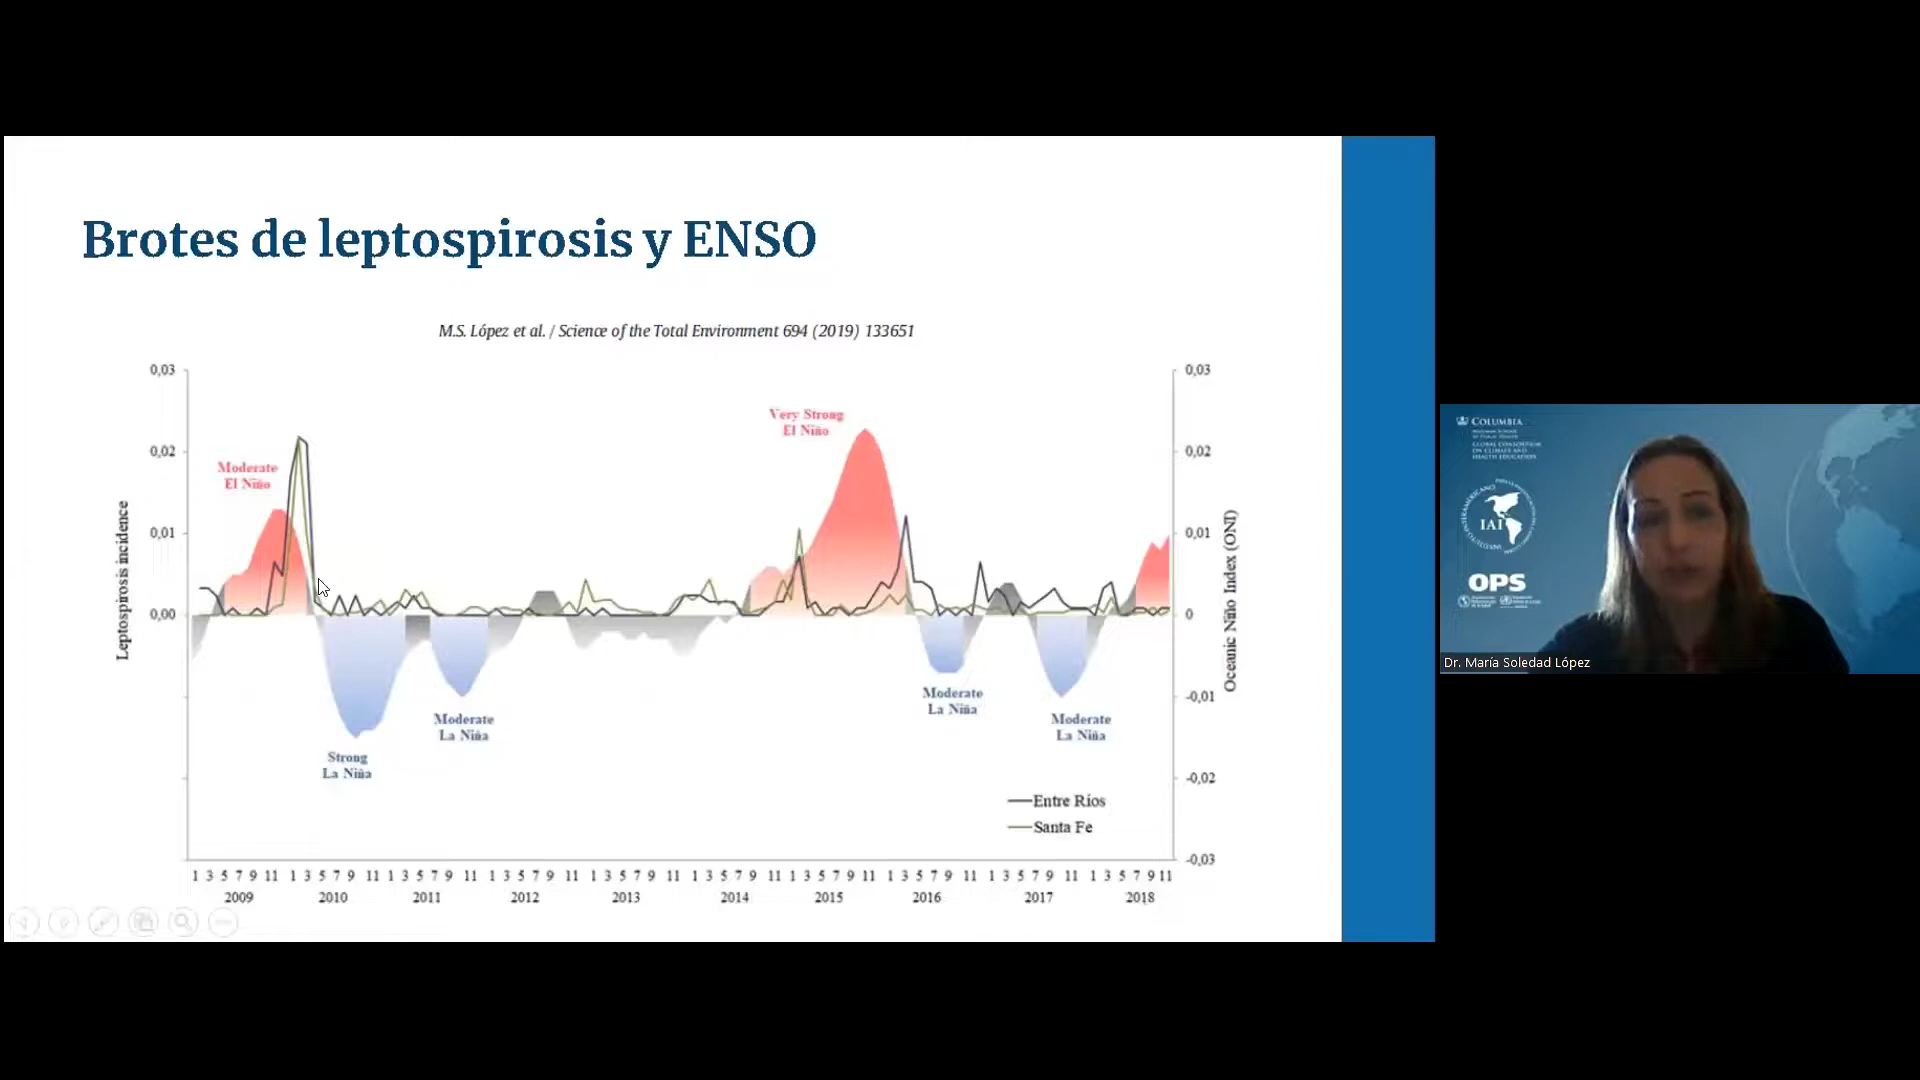 Brotes de leptospirosis y ENSO
M.S. López et al. / Science of the Total Environment 694 (2019) 133651
0,03
0,02
0,01
0,00
Leptospirosis incidence
0,03
0,02
0,01
0
-0,01
-0,02
-0,03
Oceanic Niño Index (ONI)
Moderate
El Niño
Very Strong
El Niño
Strong
La Niña
Moderate
La Niña
Moderate
La Niña
Moderate
La Niña
Entre Ríos
Santa Fe
1 3 5 7 9 11 1 3 5 7 9 11 1 3 5 7 9 11 1 3 5 7 9 11 1 3 5 7 9 11 1 3 5 7 9 11 1 3 5 7 9 11 1 3 5 7 9 11 1 3 5 7 9 11 1 3 5 7 9 11
2009 2010 2011 2012 2013 2014 2015 2016 2017 2018
COLUMBIA
GLOBAL CONSORTIUM
ON CLIMATE AND
HEALTH EDUCATION
IAI
OPS
Dr. María Soledad López